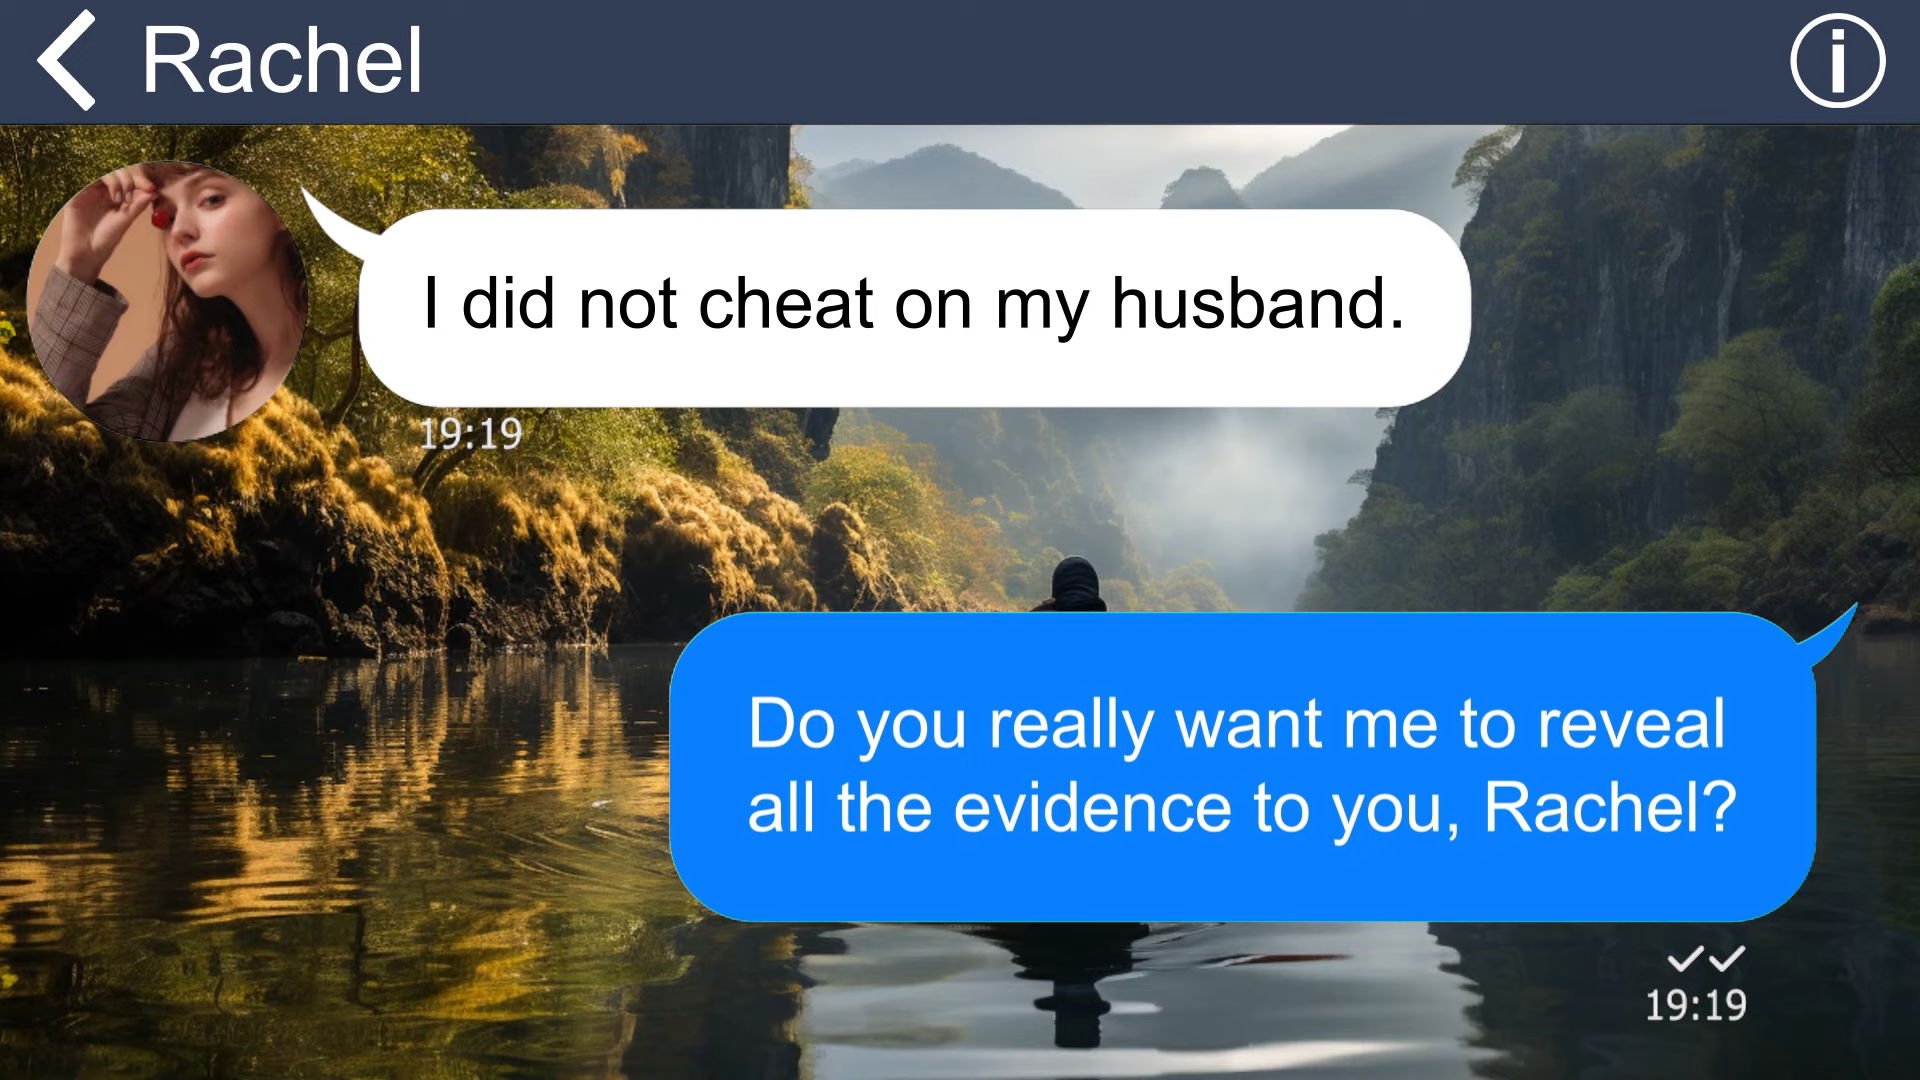 Rachel
I did not cheat on my husband.
19:19
Do you really want me to reveal
all the evidence to you, Rachel?
19:19